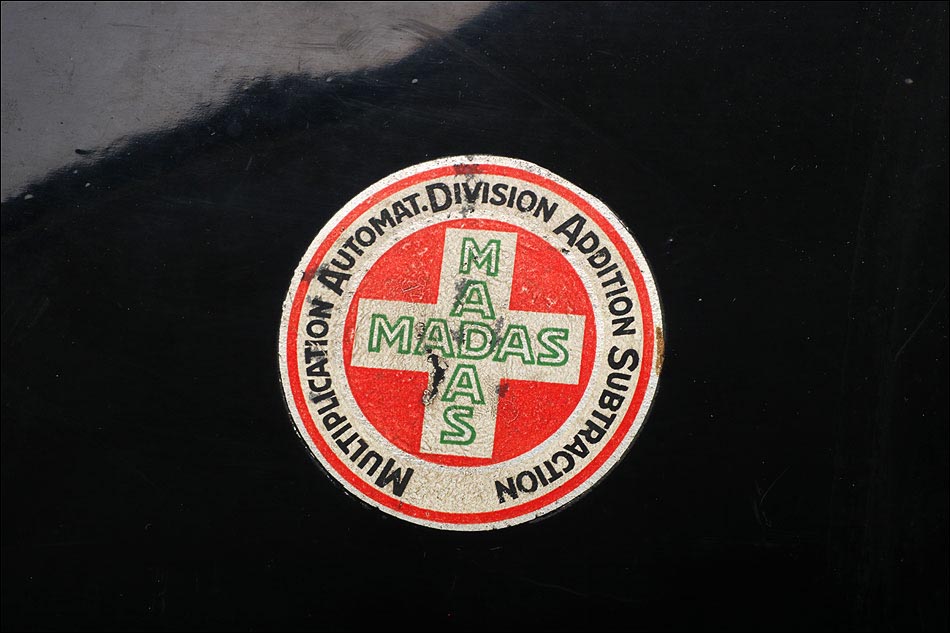 MULTIPLICATION AUTOMAT. DIVISION ADDITION SUBTRACTION
MADAS
MADAS